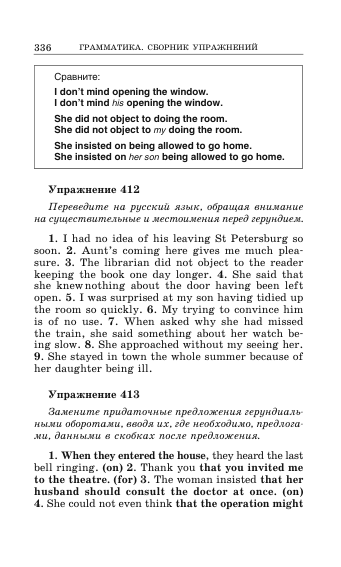 336 ГРАММАТИКА. СБОРНИК УПРАЖНЕНИЙ
Сравните:
I don't mind opening the window.
I don't mind his opening the window.
She did not object to doing the room.
She did not object to my doing the room.
She insisted on being allowed to go home.
She insisted on her son being allowed to go home.
Упражнение 412
Переведите на русский язык, обращая внимание
на существительные и местоимения перед герундием.
1. I had no idea of his leaving St Petersburg so
soon. 2. Aunt's coming here gives me much plea-
sure. 3. The librarian did not object to the reader
keeping the book one day longer. 4. She said that
she knew nothing about the door having been left
open. 5. I was surprised at my son having tidied up
the room so quickly. 6. My trying to convince him
is of no use. 7. When asked why she had missed
the train, she said something about her watch be-
ing slow. 8. She approached without my seeing her.
9. She stayed in town the whole summer because of
her daughter being ill.
Упражнение 413
Замените придаточные предложения герундиаль-
ными оборотами, вводя их, где необходимо, предлога-
ми, данными в скобках после предложения.
1. When they entered the house, they heard the last
bell ringing. (on) 2. Thank you that you invited me
to the theatre. (for) 3. The woman insisted that her
husband should consult the doctor at once. (on)
4. She could not even think that the operation might